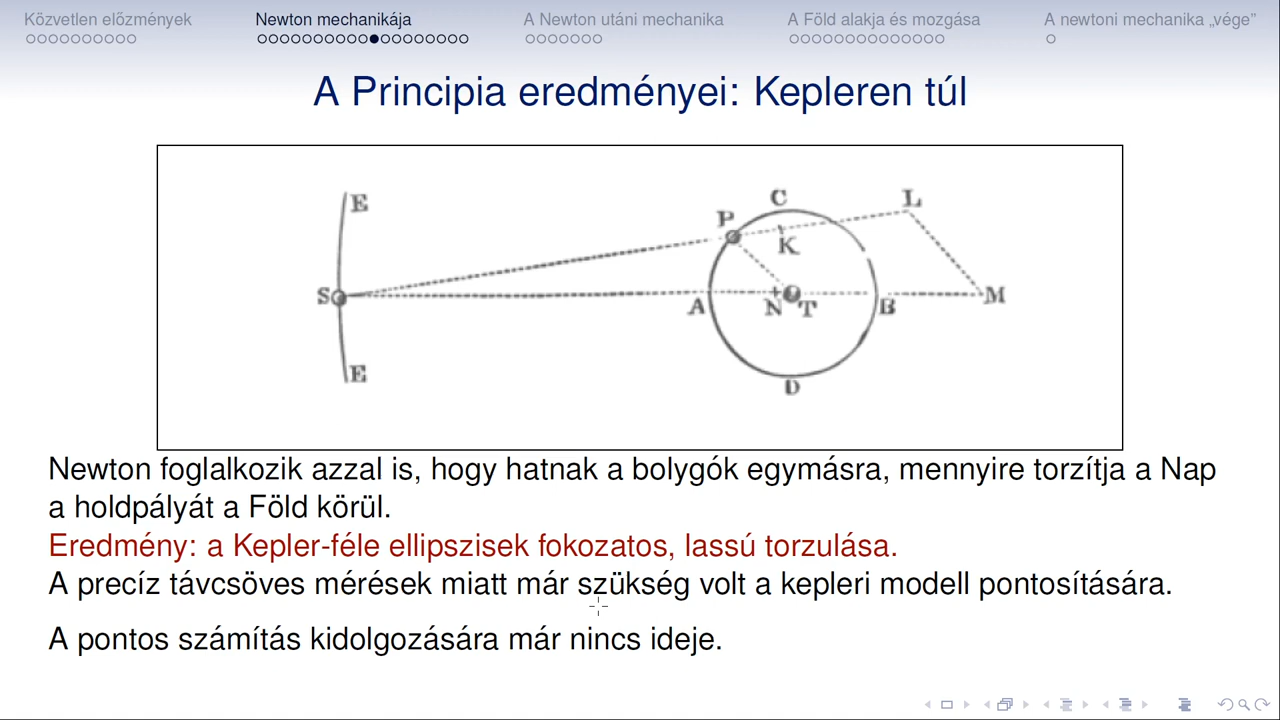 Közvetlen előzmények
Newton mechanikája
A Newton utáni mechanika
A Föld alakja és mozgása
A newtoni mechanika „vége”
A Principia eredményei: Kepleren túl
E
C
L
P
K
S
A
N
T
B
M
E
D
Newton foglalkozik azzal is, hogy hatnak a bolygók egymásra, mennyire torzítja a Nap
a holdpályát a Föld körül.
Eredmény: a Kepler-féle ellipszisek fokozatos, lassú torzulása.
A precíz távcsöves mérések miatt már szükség volt a kepleri modell pontosítására.
A pontos számítás kidolgozására már nincs ideje.